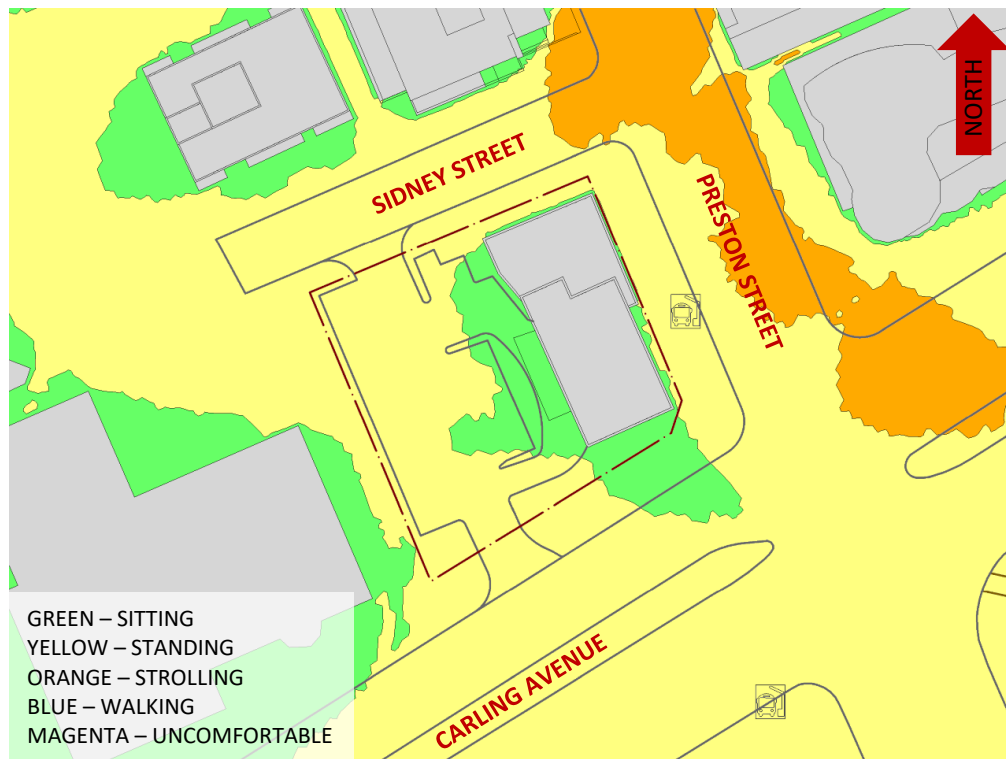 NORTH
SIDNEY STREET
PRESTON STREET
CARLING AVENUE
GREEN – SITTING
YELLOW – STANDING
ORANGE – STROLLING
BLUE – WALKING
MAGENTA – UNCOMFORTABLE